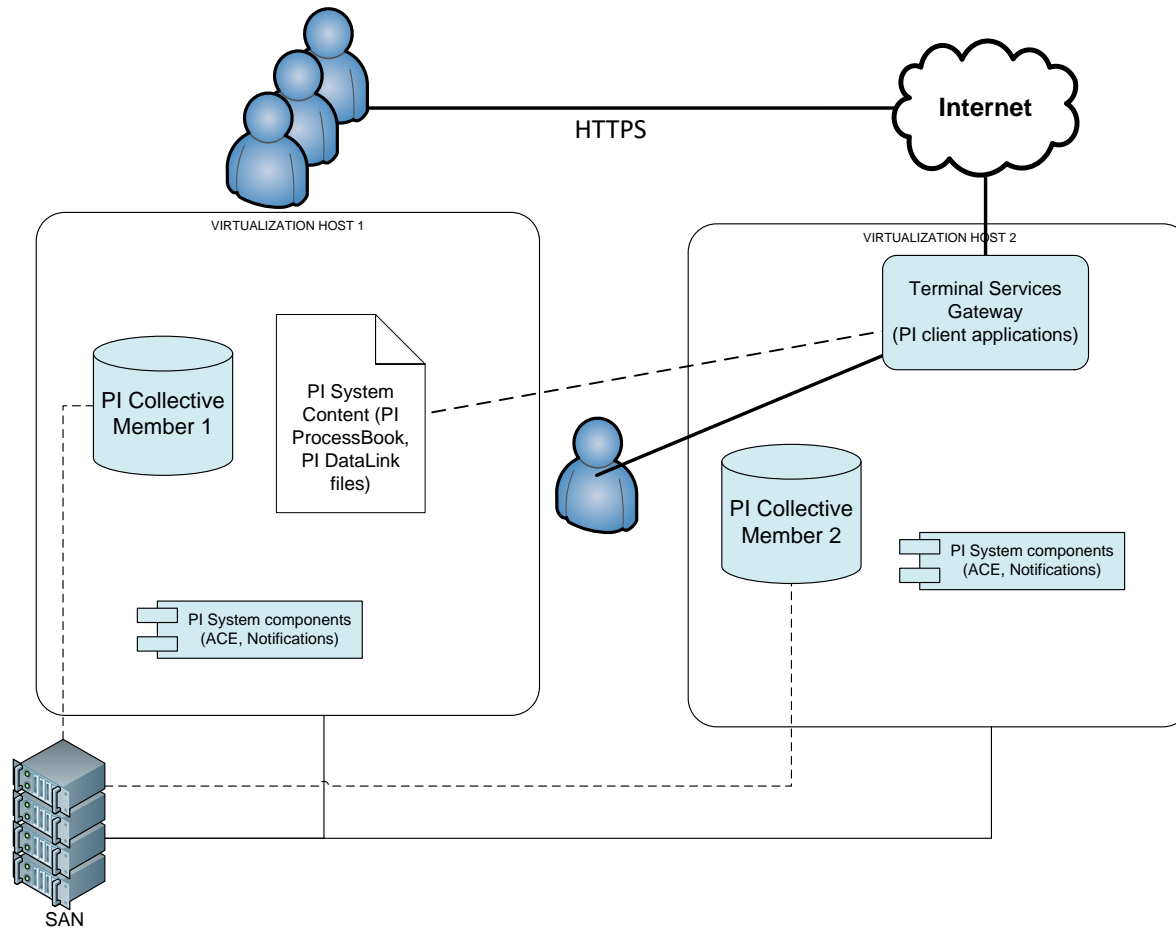 Internet
HTTPS
VIRTUALIZATION HOST 1
VIRTUALIZATION HOST 2
Terminal Services
Gateway
(PI client applications)
PI Collective
Member 1
PI System
Content (PI
ProcessBook,
PI DataLink
files)
PI Collective
Member 2
PI System components
(ACE, Notifications)
PI System components
(ACE, Notifications)
SAN